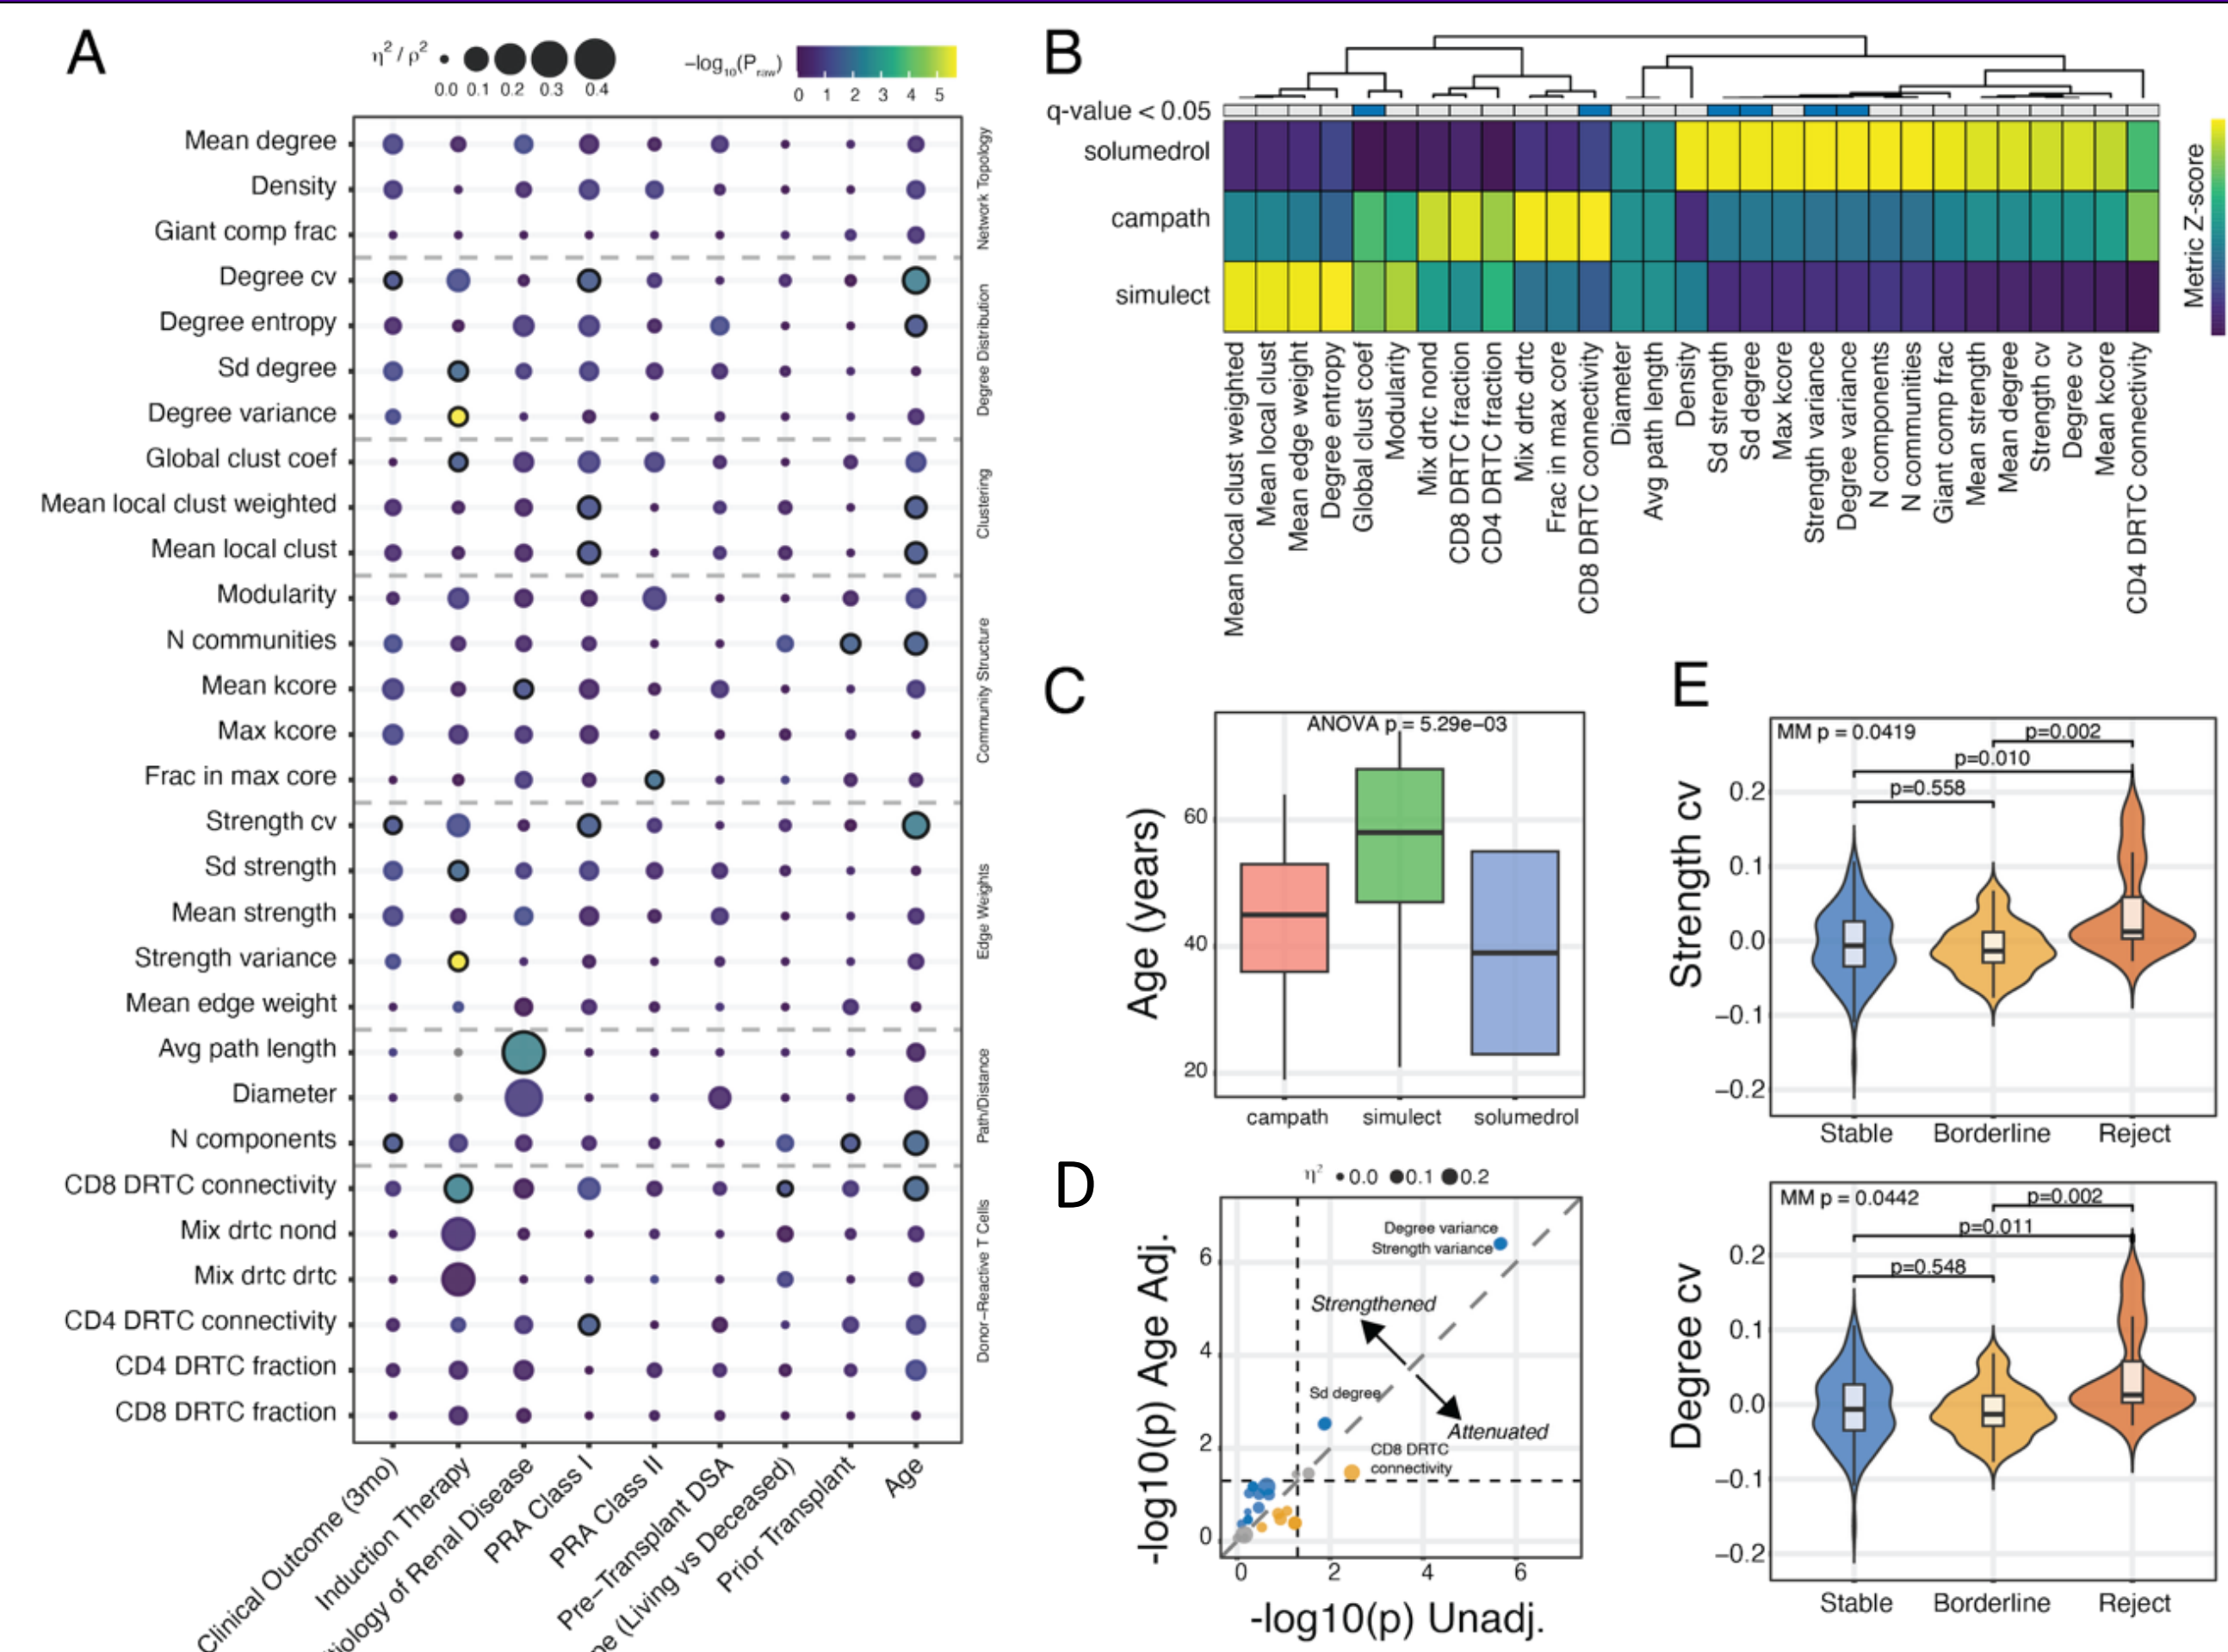 A
η² / ρ²
0.0 0.1 0.2 0.3 0.4
−log₁₀(Pᵣₐw)
0 1 2 3 4 5
Mean degree
Density
Giant comp frac
Degree cv
Degree entropy
Sd degree
Degree variance
Global clust coef
Mean local clust weighted
Mean local clust
Modularity
N communities
Mean kcore
Max kcore
Frac in max core
Strength cv
Sd strength
Mean strength
Strength variance
Mean edge weight
Avg path length
Diameter
N components
CD8 DRTC connectivity
Mix drtc nond
Mix drtc drtc
CD4 DRTC connectivity
CD4 DRTC fraction
CD8 DRTC fraction
Network Topology
Degree Distribution
Clustering
Community Structure
Edge Weights
Path/Distance
Donor−Reactive T Cells
Clinical Outcome (3mo)
Induction Therapy
tiology of Renal Disease
PRA Class I
PRA Class II
Pre−Transplant DSA
pe (Living vs Deceased)
Prior Transplant
Age
B
q-value < 0.05
solumedrol
campath
simulect
Metric Z-score
Mean local clust weighted
Mean local clust
Mean edge weight
Degree entropy
Global clust coef
Modularity
Mix drtc nond
CD8 DRTC fraction
CD4 DRTC fraction
Mix drtc drtc
Frac in max core
CD8 DRTC connectivity
Diameter
Avg path length
Density
Sd strength
Sd degree
Max kcore
Strength variance
Degree variance
N components
N communities
Giant comp frac
Mean strength
Mean degree
Strength cv
Degree cv
Mean kcore
CD4 DRTC connectivity
C
ANOVA p = 5.29e−03
Age (years)
60
40
20
campath simulect solumedrol
D
η² 0.0 0.1 0.2
-log10(p) Age Adj.
6
4
2
0
Degree variance
Strength variance
Strengthened
Sd degree
Attenuated
CD8 DRTC
connectivity
0 2 4 6
-log10(p) Unadj.
E
MM p = 0.0419
p=0.002
p=0.010
p=0.558
Strength cv
0.2
0.1
0.0
−0.1
−0.2
Stable Borderline Reject
MM p = 0.0442
p=0.002
p=0.011
p=0.548
Degree cv
0.2
0.1
0.0
−0.1
−0.2
Stable Borderline Reject